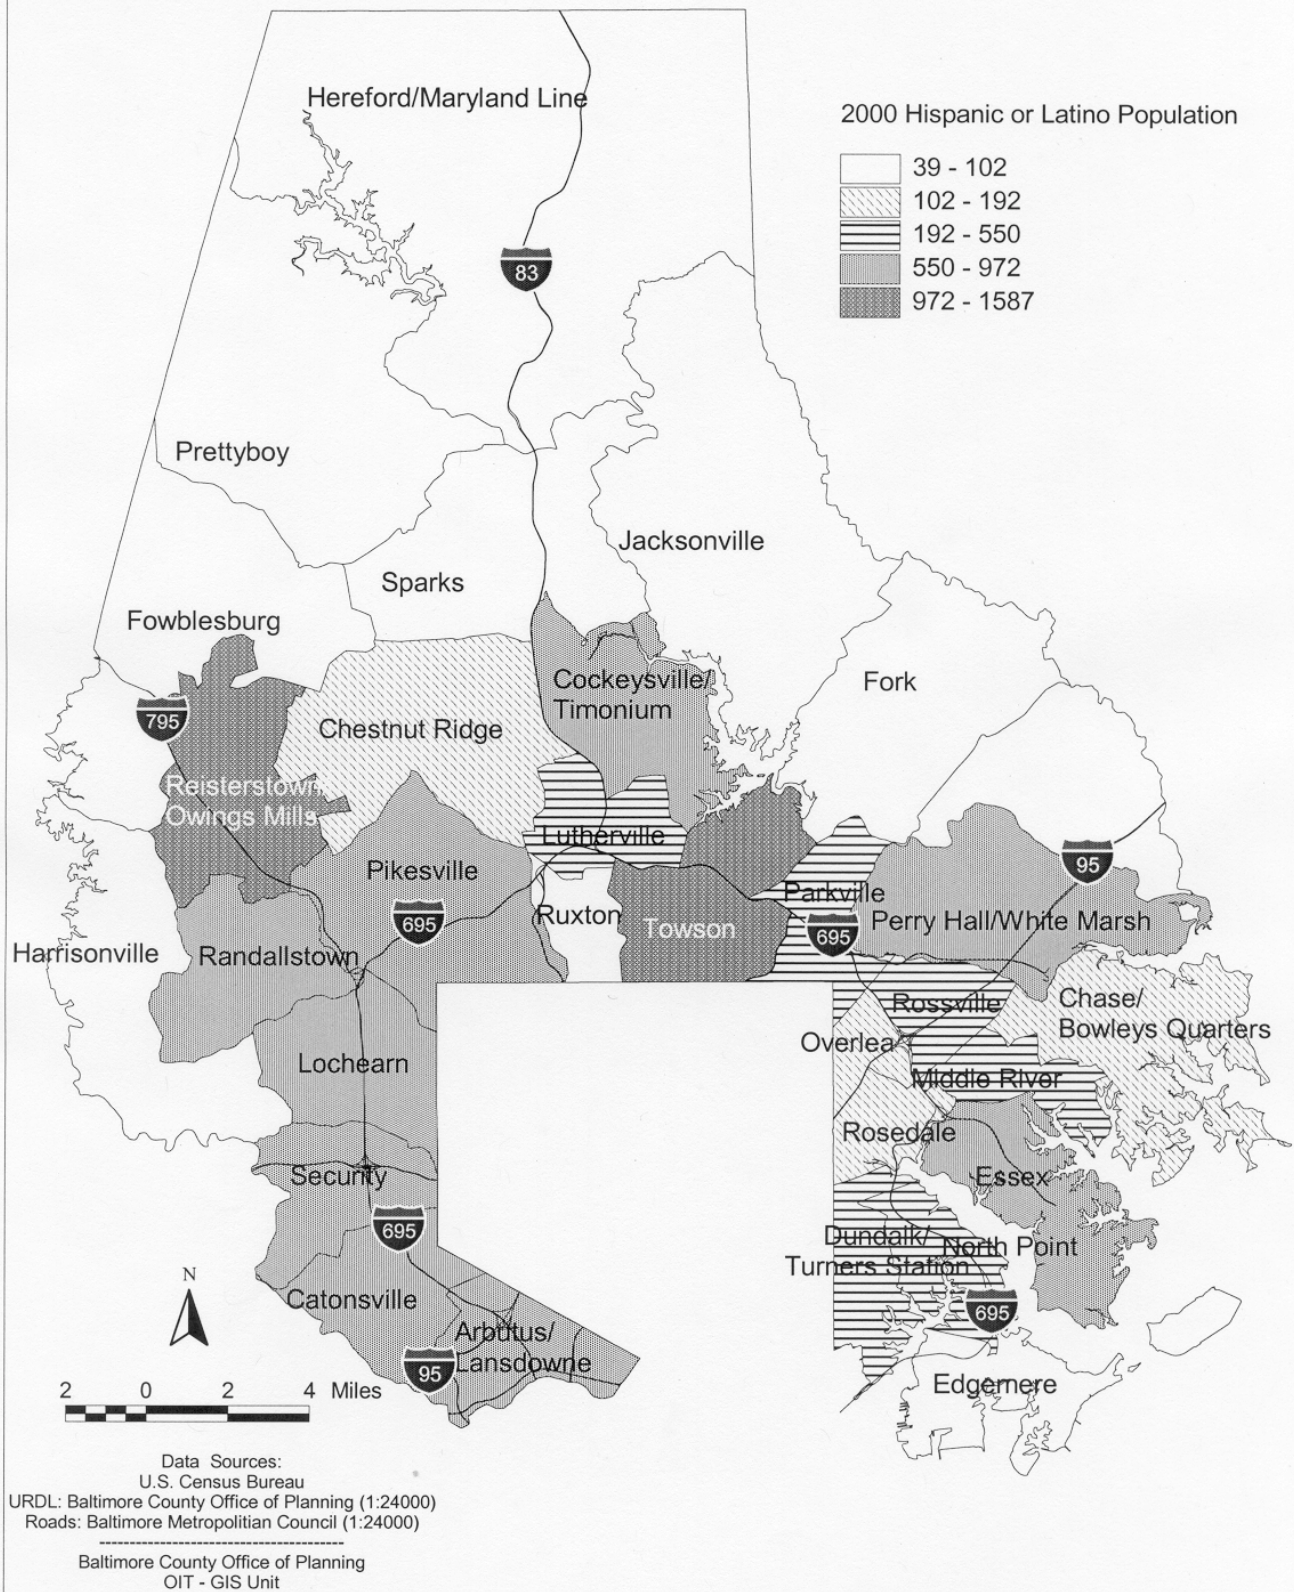 Hereford/Maryland Line
2000 Hispanic or Latino Population
39 - 102
102 - 192
192 - 550
550 - 972
972 - 1587
83
Prettyboy
Jacksonville
Sparks
Fowblesburg
Cockeysville/
Timonium
Fork
795
Chestnut Ridge
Reisterstown
Owings Mills
Lutherville
95
Pikesville
Parkville
695
Ruxton
Towson
695
Perry Hall/White Marsh
Harrisonville
Randallstown
Rossville
Chase/
Bowleys Quarters
Overlea
Lochearn
Middle River
Rosedale
Security
Essex
695
Dundalk/
Turners Station
North Point
N
Catonsville
695
Arbutus/
Lansdowne
95
Edgemere
2 0 2 4 Miles
Data Sources:
U.S. Census Bureau
URDL: Baltimore County Office of Planning (1:24000)
Roads: Baltimore Metropolitan Council (1:24000)
----------------------------------------
Baltimore County Office of Planning
OIT - GIS Unit